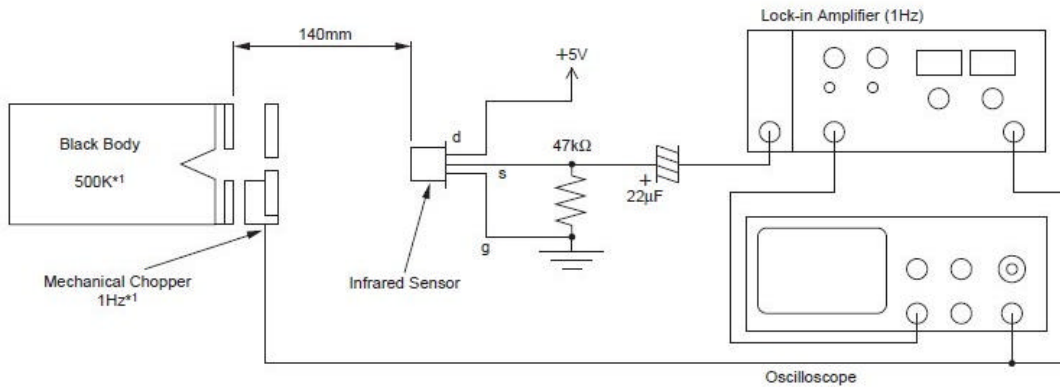 Lock-in Amplifier (1Hz)
140mm
+5V
Black Body
500K*1
d
s
g
47kΩ
+
22μF
Mechanical Chopper
1Hz*1
Infrared Sensor
Oscilloscope